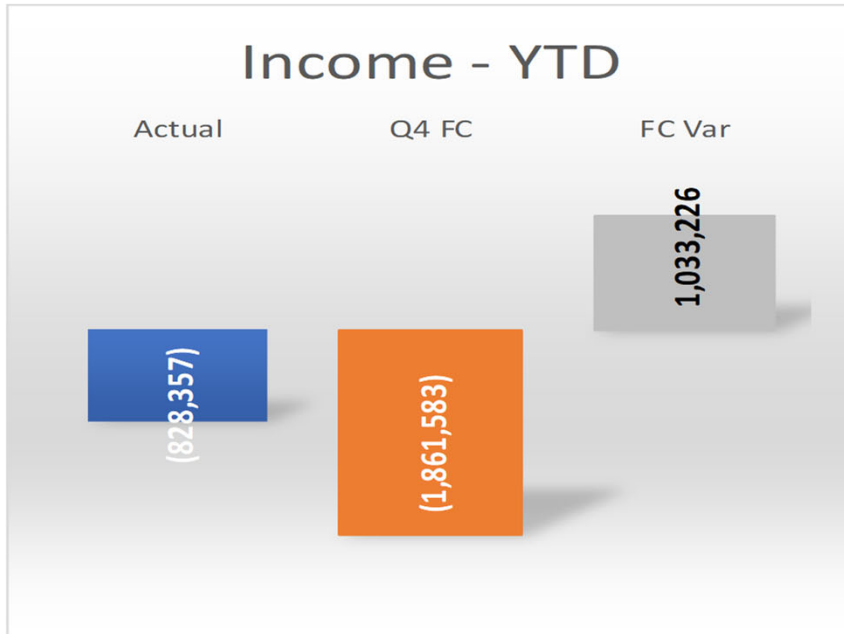 Income - YTD
Actual
Q4 FC
FC Var
(828,357)
(1,861,583)
1,033,226